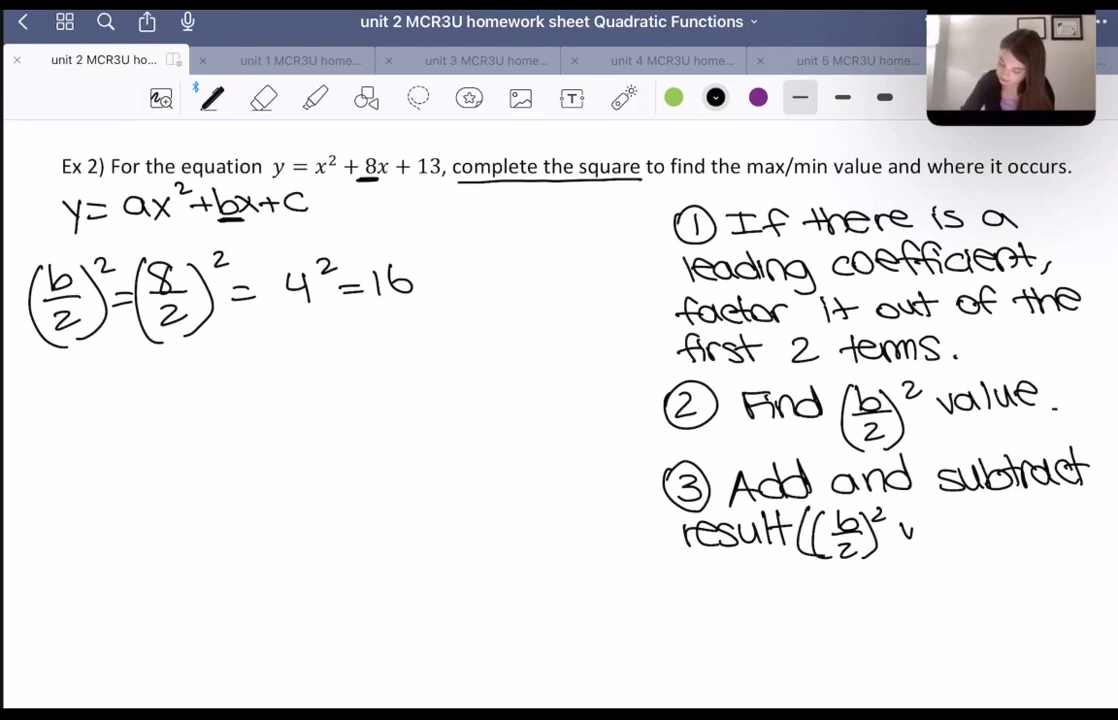 unit 2 MCR3U homework sheet Quadratic Functions
unit 2 MCR3U ho...
unit 1 MCR3U home...
unit 3 MCR3U home...
unit 4 MCR3U home...
unit 5 MCR3U home...
Ex 2) For the equation y = x² + 8x + 13, complete the square to find the max/min value and where it occurs.
y = ax² + bx + c
(b/2)² = (8/2)² = 4² = 16
① If there is a
leading coefficient,
factor it out of the
first 2 terms.
② Find (b/2)² value.
③ Add and subtract
result ((b/2)² v